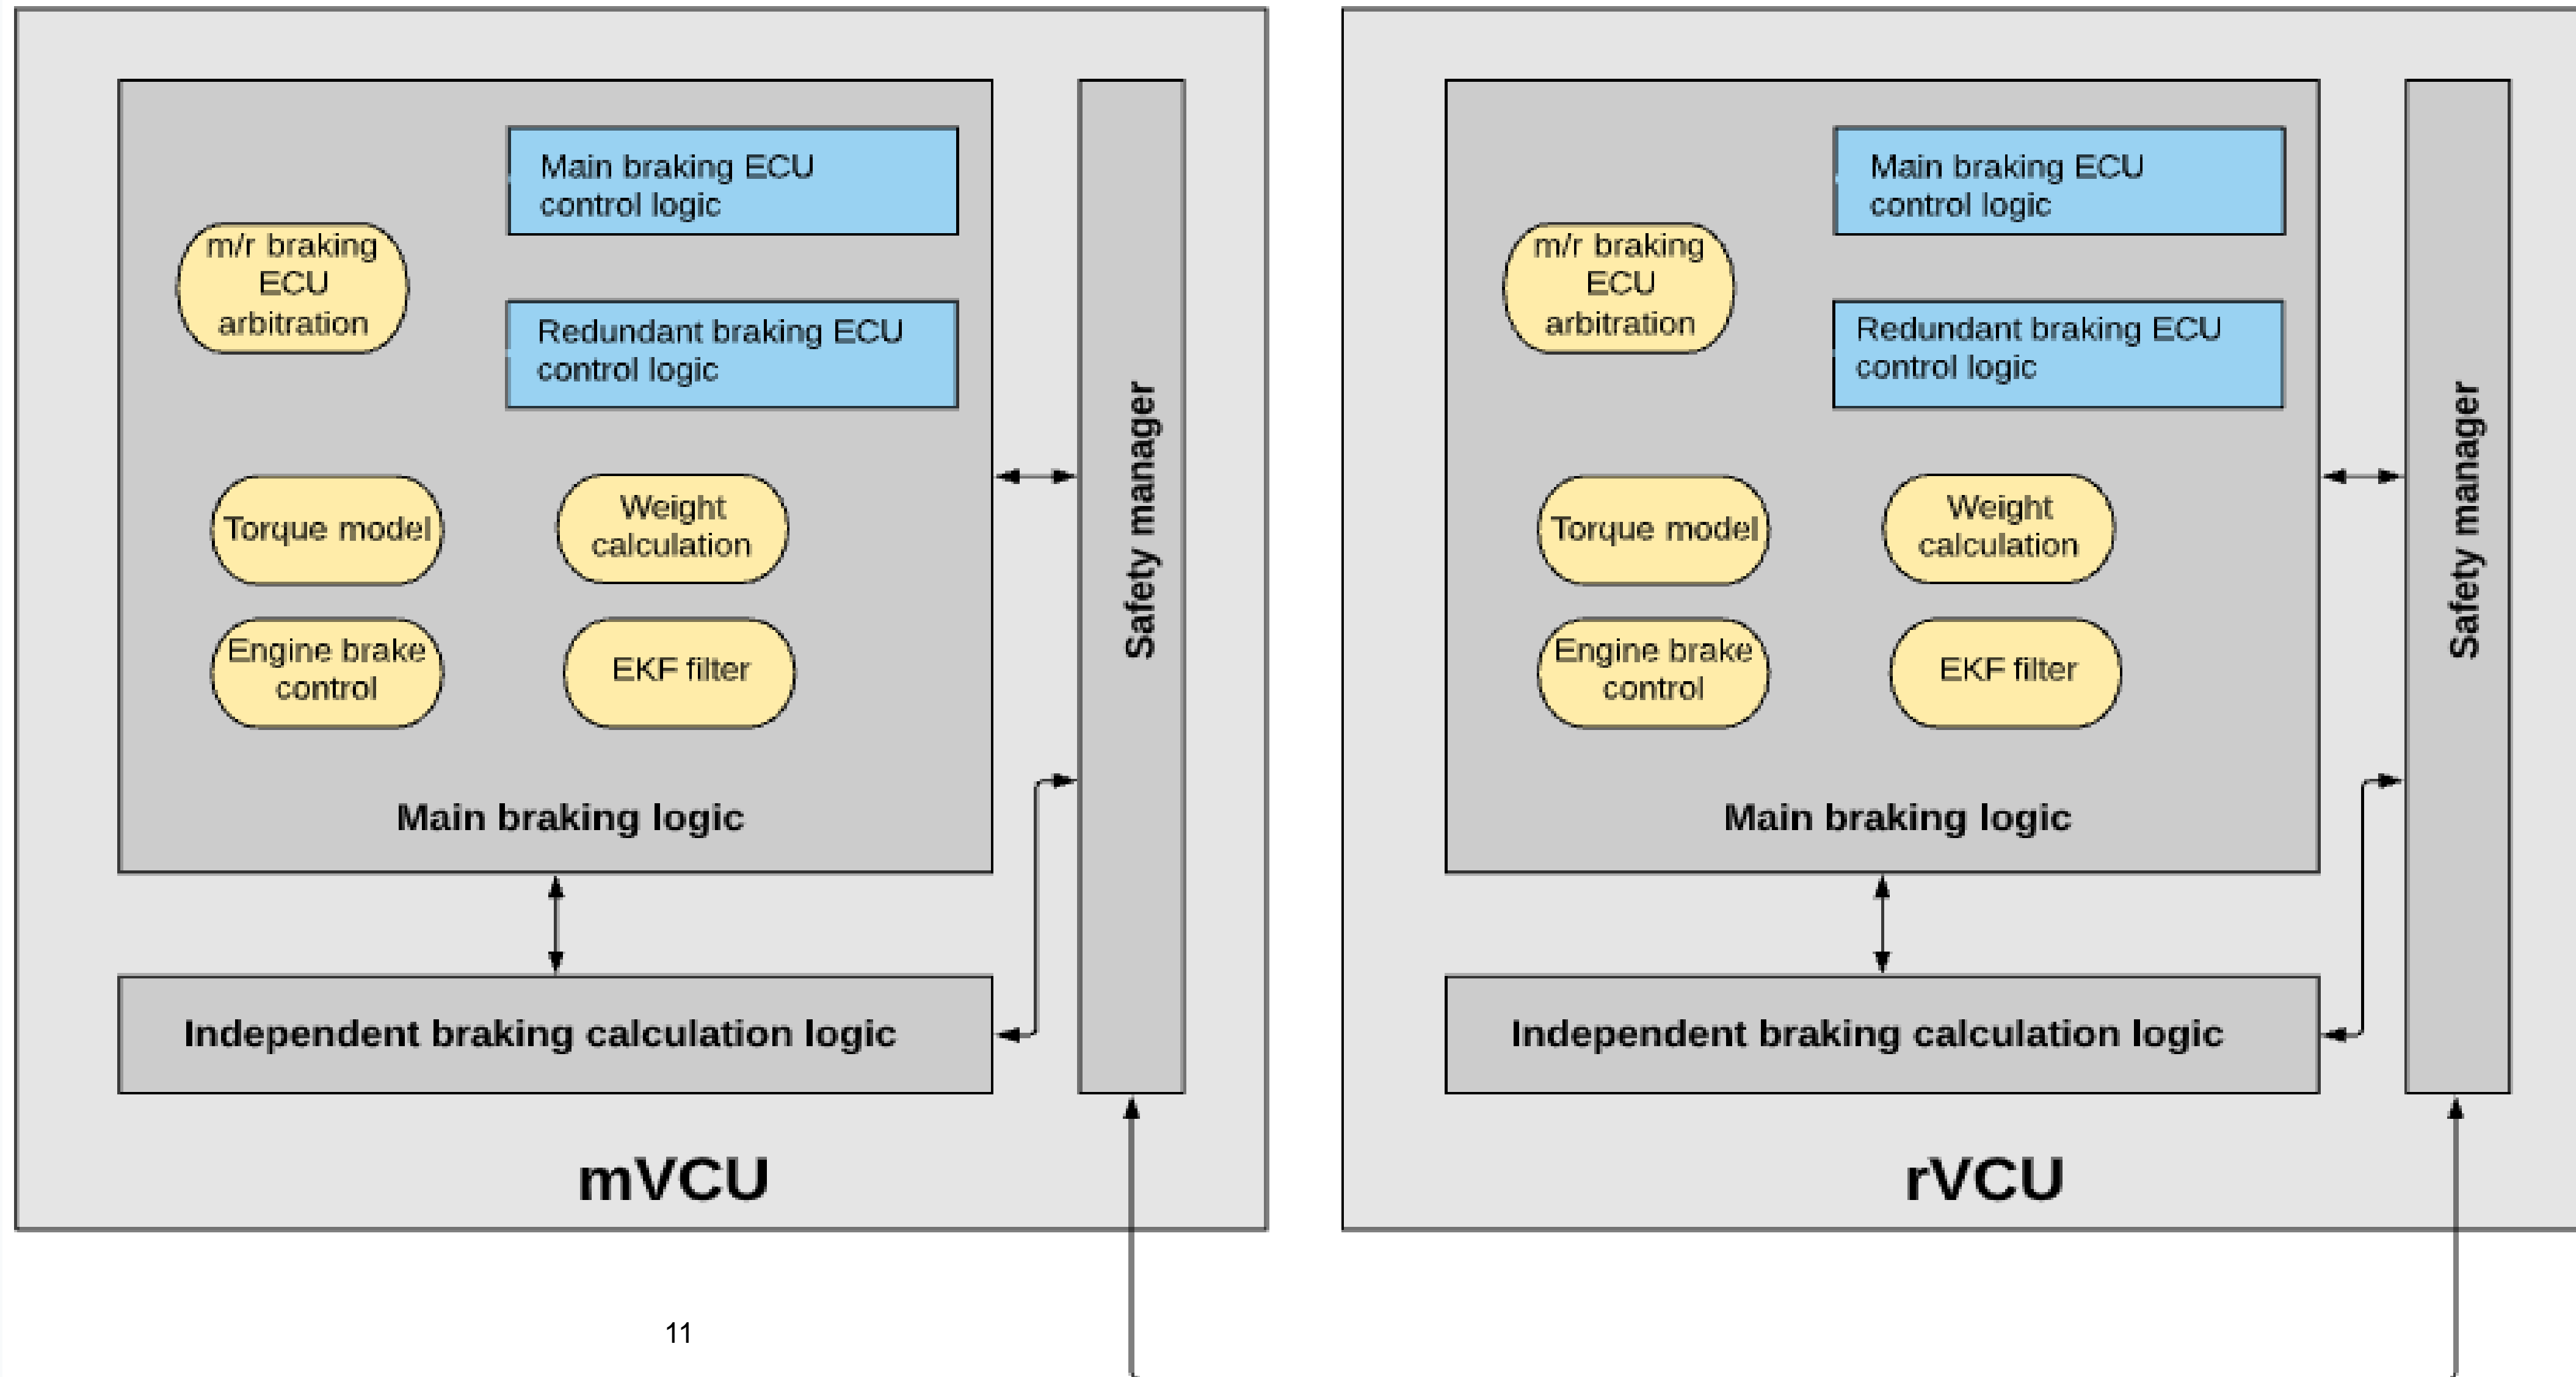 Main braking ECU
control logic
m/r braking
ECU
arbitration
Redundant braking ECU
control logic
Torque model
Weight
calculation
Engine brake
control
EKF filter
Main braking logic
Safety manager
Independent braking calculation logic
mVCU
Main braking ECU
control logic
m/r braking
ECU
arbitration
Redundant braking ECU
control logic
Torque model
Weight
calculation
Engine brake
control
EKF filter
Main braking logic
Safety manager
Independent braking calculation logic
rVCU
11